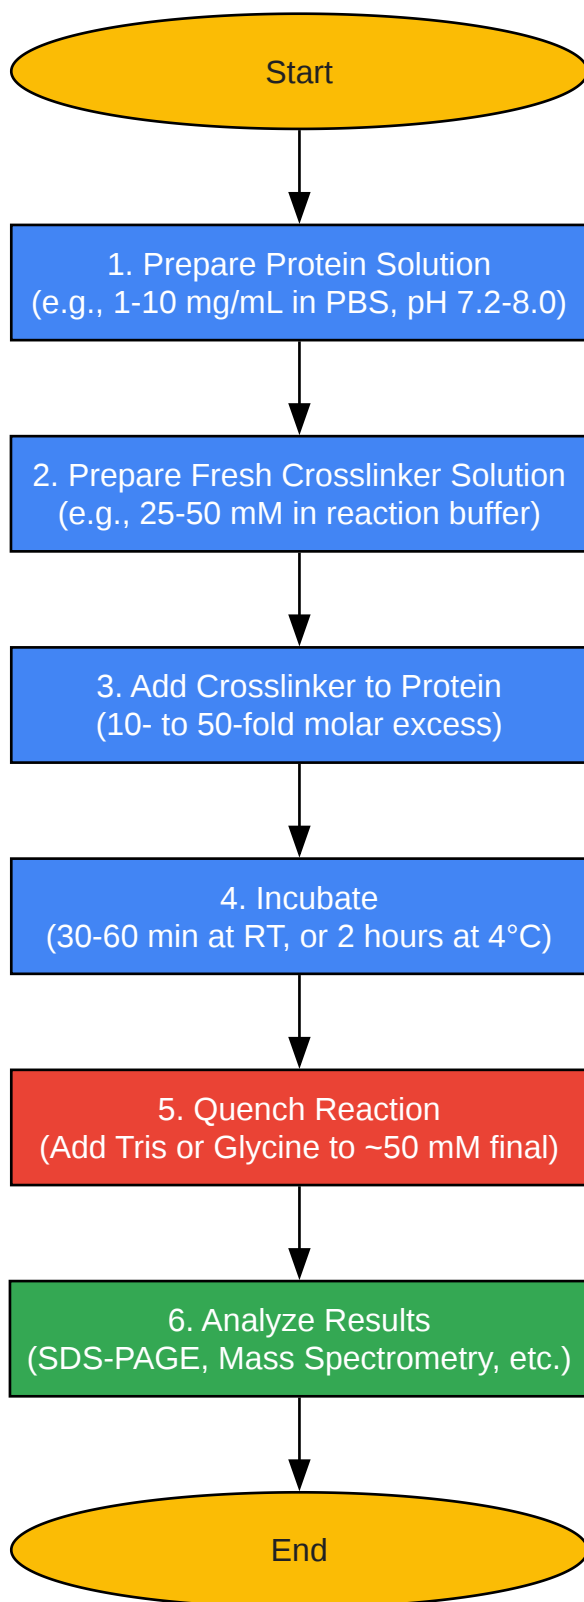 Start
1. Prepare Protein Solution
(e.g., 1-10 mg/mL in PBS, pH 7.2-8.0)
2. Prepare Fresh Crosslinker Solution
(e.g., 25-50 mM in reaction buffer)
3. Add Crosslinker to Protein
(10- to 50-fold molar excess)
4. Incubate
(30-60 min at RT, or 2 hours at 4°C)
5. Quench Reaction
(Add Tris or Glycine to ~50 mM final)
6. Analyze Results
(SDS-PAGE, Mass Spectrometry, etc.)
End